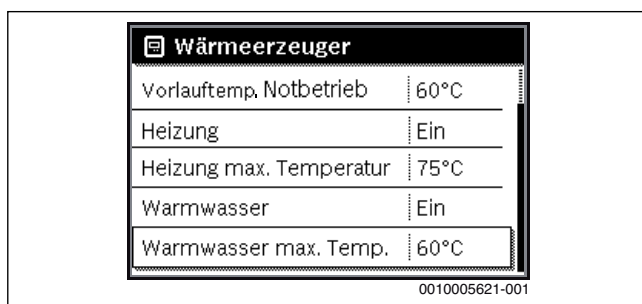 Wärmeerzeuger
Vorlauftemp. Notbetrieb 60°C
Heizung Ein
Heizung max. Temperatur 75°C
Warmwasser Ein
Warmwasser max. Temp. 60°C
0010005621-001